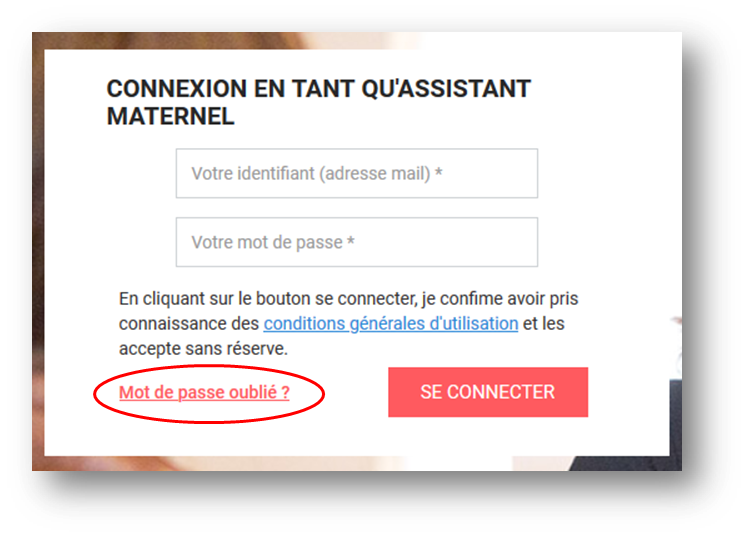 CONNEXION EN TANT QU'ASSISTANT
MATERNEL
Votre identifiant (adresse mail) *
Votre mot de passe *
En cliquant sur le bouton se connecter, je confime avoir pris
connaissance des conditions générales d'utilisation et les
accepte sans réserve.
Mot de passe oublié ?
SE CONNECTER